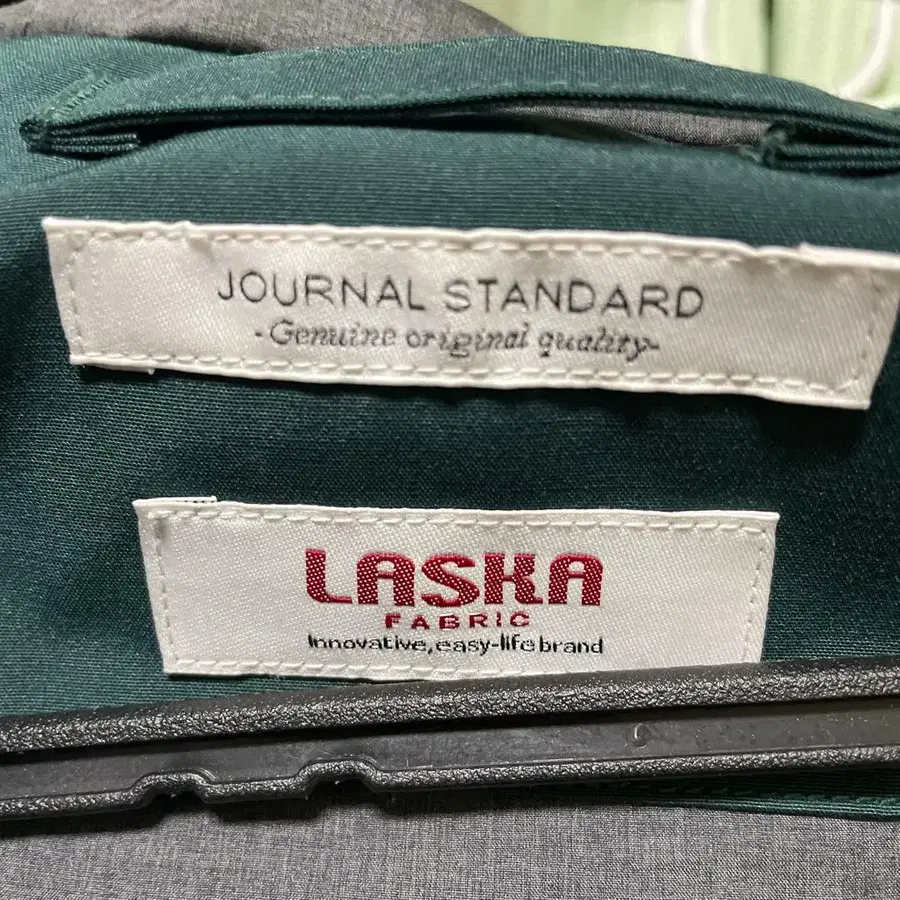 JOURNAL STANDARD
-Genuine original quality-
LASKA
FABRIC
Innovative,easy-life brand